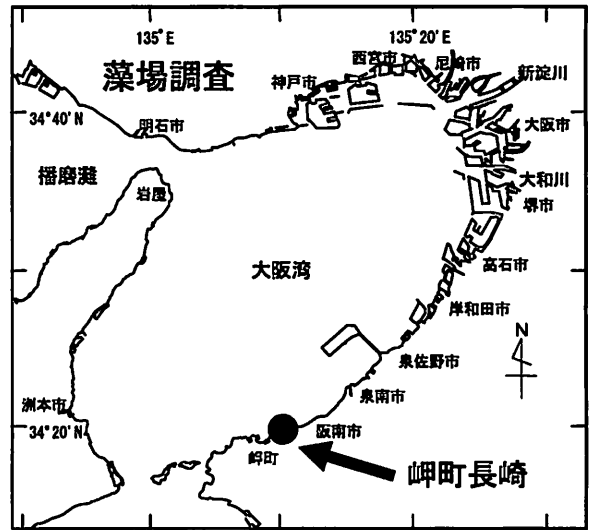 135° E
135° 20' E
藻場調査
西宮市
尼崎市
新淀川
神戸市
34° 40' N
明石市
大阪市
播磨灘
岩屋
大和川
堺市
大阪湾
高石市
岸和田市
N
泉佐野市
泉南市
洲本市
34° 20' N
阪南市
岬町
岬町長崎